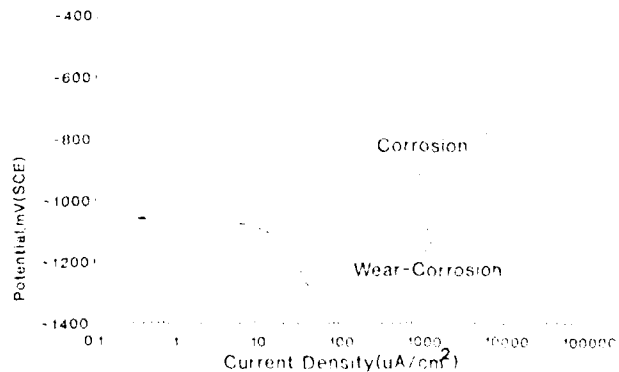 -400
-600
-800
-1000
-1200
-1400
Potential,mV(SCE)
Corrosion
Wear-Corrosion
0.1 1 10 100 1000 10000 100000
Current Density(uA/cm²)